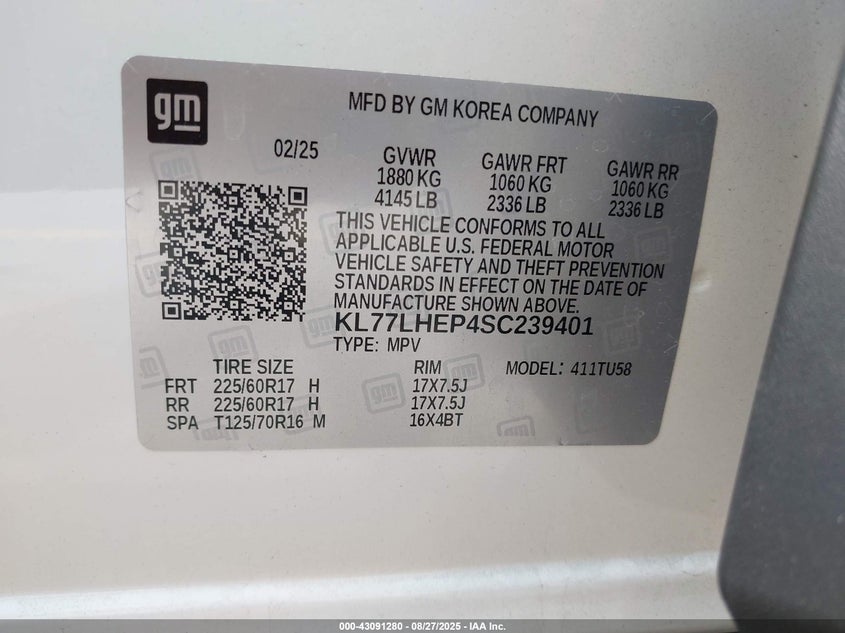 gm
MFD BY GM KOREA COMPANY
02/25
GVWR GAWR FRT GAWR RR
1880 KG 1060 KG 1060 KG
4145 LB 2336 LB 2336 LB
THIS VEHICLE CONFORMS TO ALL
APPLICABLE U.S. FEDERAL MOTOR
VEHICLE SAFETY AND THEFT PREVENTION
STANDARDS IN EFFECT ON THE DATE OF
MANUFACTURE SHOWN ABOVE.
KL77LHEP4SC239401
TYPE: MPV
TIRE SIZE RIM MODEL: 411TU58
FRT 225/60R17 H 17X7.5J
RR 225/60R17 H 17X7.5J
SPA T125/70R16 M 16X4BT
000-43091280 - 08/27/2025 - IAA Inc.